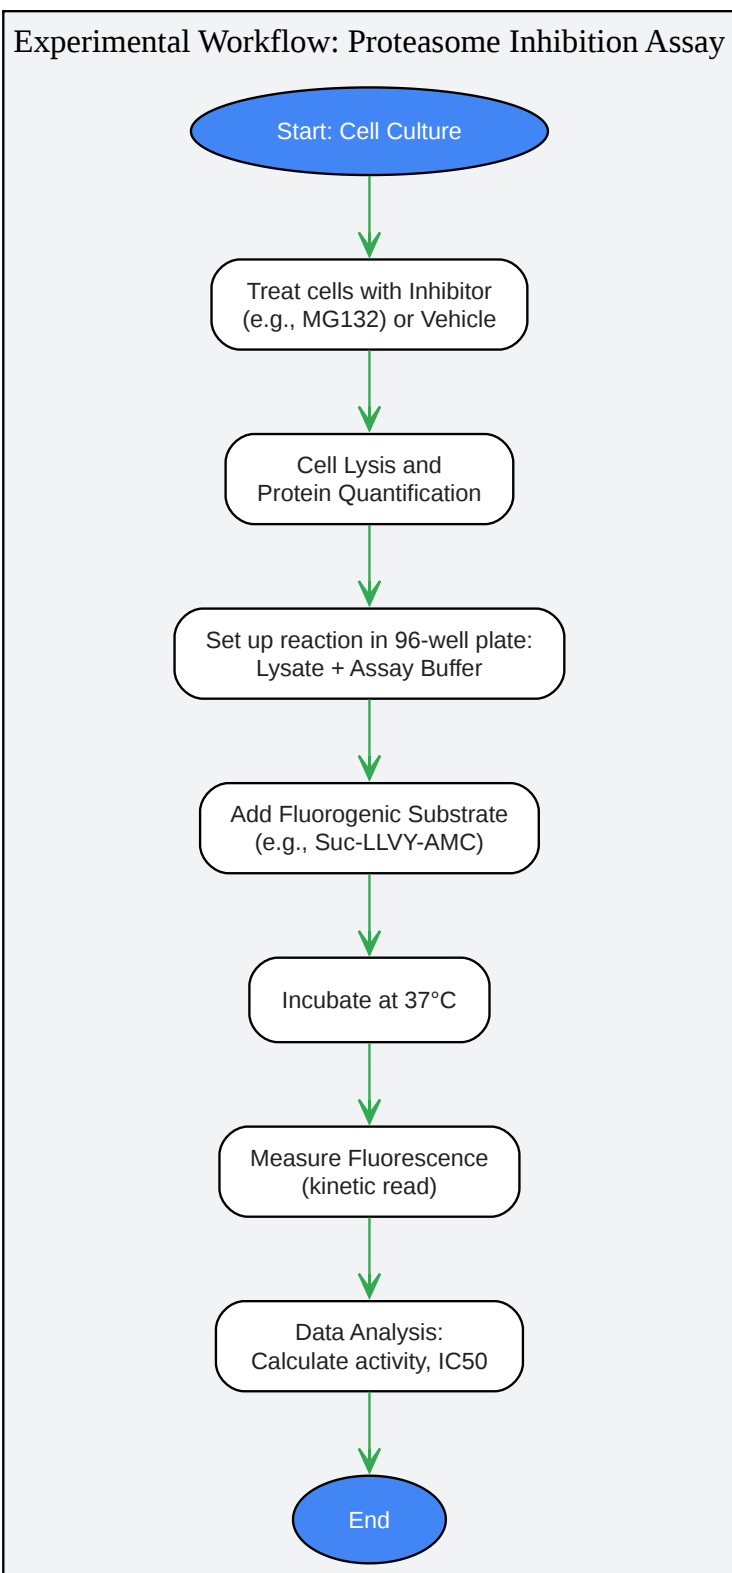 Experimental Workflow: Proteasome Inhibition Assay
Start: Cell Culture
Treat cells with Inhibitor
(e.g., MG132) or Vehicle
Cell Lysis and
Protein Quantification
Set up reaction in 96-well plate:
Lysate + Assay Buffer
Add Fluorogenic Substrate
(e.g., Suc-LLVY-AMC)
Incubate at 37°C
Measure Fluorescence
(kinetic read)
Data Analysis:
Calculate activity, IC50
End